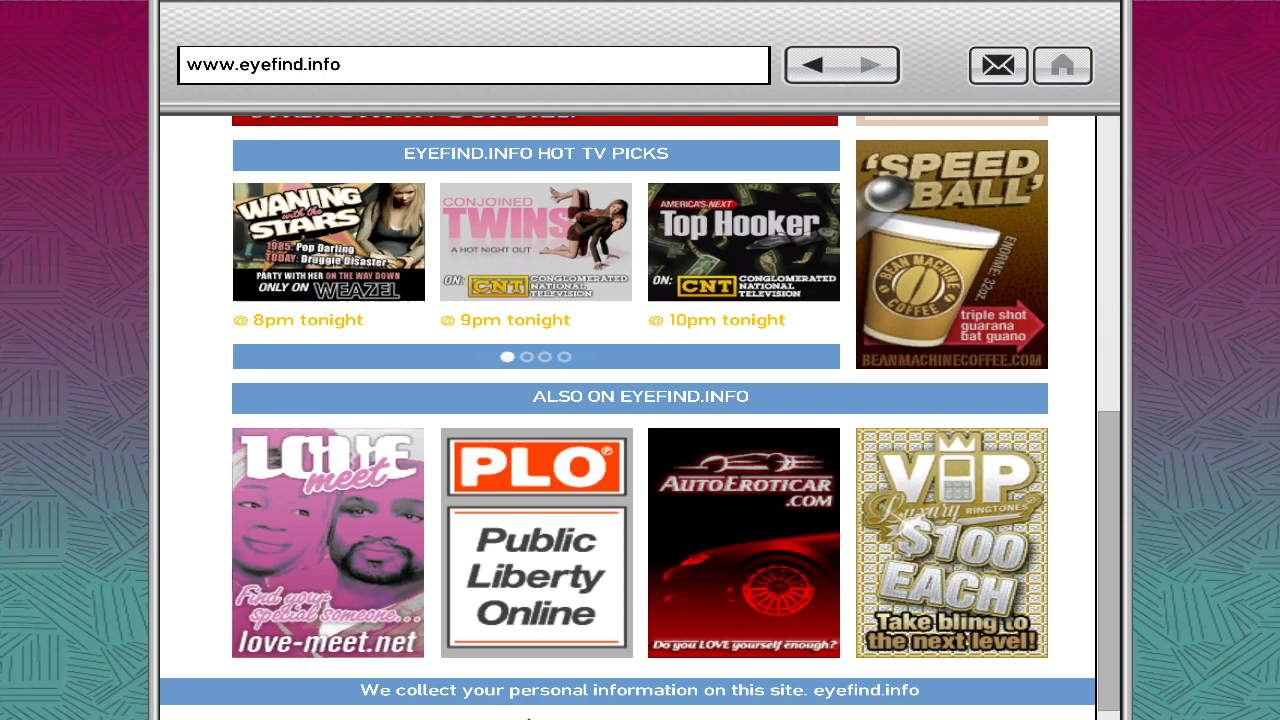 www.eyefind.info
EYEFIND.INFO HOT TV PICKS
WANING
with the
STARS
1985: Pop Darling
TODAY: Druggie Disaster
PARTY WITH HER ON THE WAY DOWN
ONLY ON WEAZEL
@ 8pm tonight
CONJOINED
TWINS
A HOT NIGHT OUT
ON: CNT CONGLOMERATED
NATIONAL
TELEVISION
@ 9pm tonight
AMERICA'S NEXT
Top Hooker
ON: CNT CONGLOMERATED
NATIONAL
TELEVISION
@ 10pm tonight
'SPEED
BALL'
ENORME 32oz.
BEAN MACHINE
COFFEE
triple shot
guarana
bat guano
BEANMACHINECOFFEE.COM
ALSO ON EYEFIND.INFO
LOVE
meet
Find your
special someone...
love-meet.net
PLO®
Public
Liberty
Online
AUTOEROTICAR
.COM
Do you LOVE yourself enough?
VIP
Luxury RINGTONES
$100
EACH
Take bling to
the next level!
We collect your personal information on this site. eyefind.info